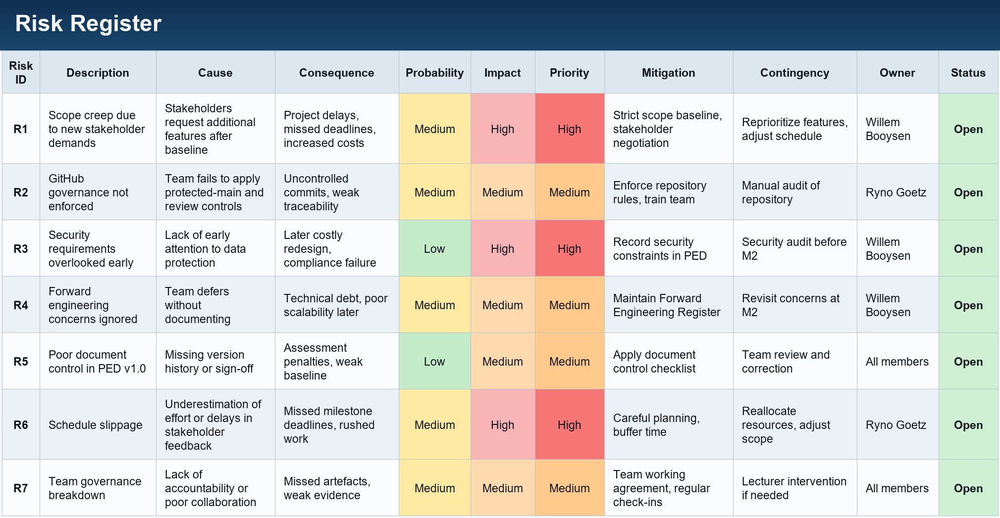 Risk Register
Risk
ID
Description
Cause
Consequence
Probability
Impact
Priority
Mitigation
Contingency
Owner
Status
R1
Scope creep due
to new stakeholder
demands
Stakeholders
request additional
features after
baseline
Project delays,
missed deadlines,
increased costs
Medium
High
High
Strict scope baseline,
stakeholder
negotiation
Reprioritize features,
adjust schedule
Willem
Booysen
Open
R2
GitHub
governance not
enforced
Team fails to apply
protected-main and
review controls
Uncontrolled
commits, weak
traceability
Medium
Medium
Medium
Enforce repository
rules, train team
Manual audit of
repository
Ryno Goetz
Open
R3
Security
requirements
overlooked early
Lack of early
attention to data
protection
Later costly
redesign,
compliance failure
Low
High
High
Record security
constraints in PED
Security audit before
M2
Willem
Booysen
Open
R4
Forward
engineering
concerns ignored
Team defers
without
documenting
Technical debt, poor
scalability later
Medium
Medium
Medium
Maintain Forward
Engineering Register
Revisit concerns at
M2
Willem
Booysen
Open
R5
Poor document
control in PED v1.0
Missing version
history or sign-off
Assessment
penalties, weak
baseline
Low
Medium
Medium
Apply document
control checklist
Team review and
correction
All members
Open
R6
Schedule slippage
Underestimation of
effort or delays in
stakeholder
feedback
Missed milestone
deadlines, rushed
work
Medium
High
High
Careful planning,
buffer time
Reallocate
resources, adjust
scope
Ryno Goetz
Open
R7
Team governance
breakdown
Lack of
accountability or
poor collaboration
Missed artefacts,
weak evidence
Medium
Medium
Medium
Team working
agreement, regular
check-ins
Lecturer intervention
if needed
All members
Open